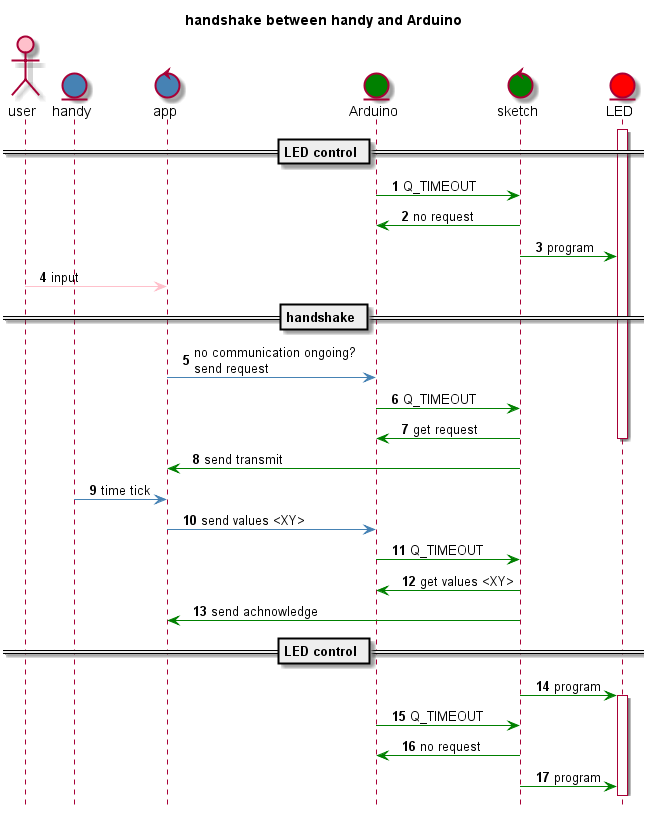 handshake between handy and Arduino
user handy app Arduino sketch LED
LED control
1 Q_TIMEOUT
2 no request
3 program
4 input
handshake
5 no communication ongoing?
send request
6 Q_TIMEOUT
7 get request
8 send transmit
9 time tick
10 send values <XY>
11 Q_TIMEOUT
12 get values <XY>
13 send achnowledge
LED control
14 program
15 Q_TIMEOUT
16 no request
17 program